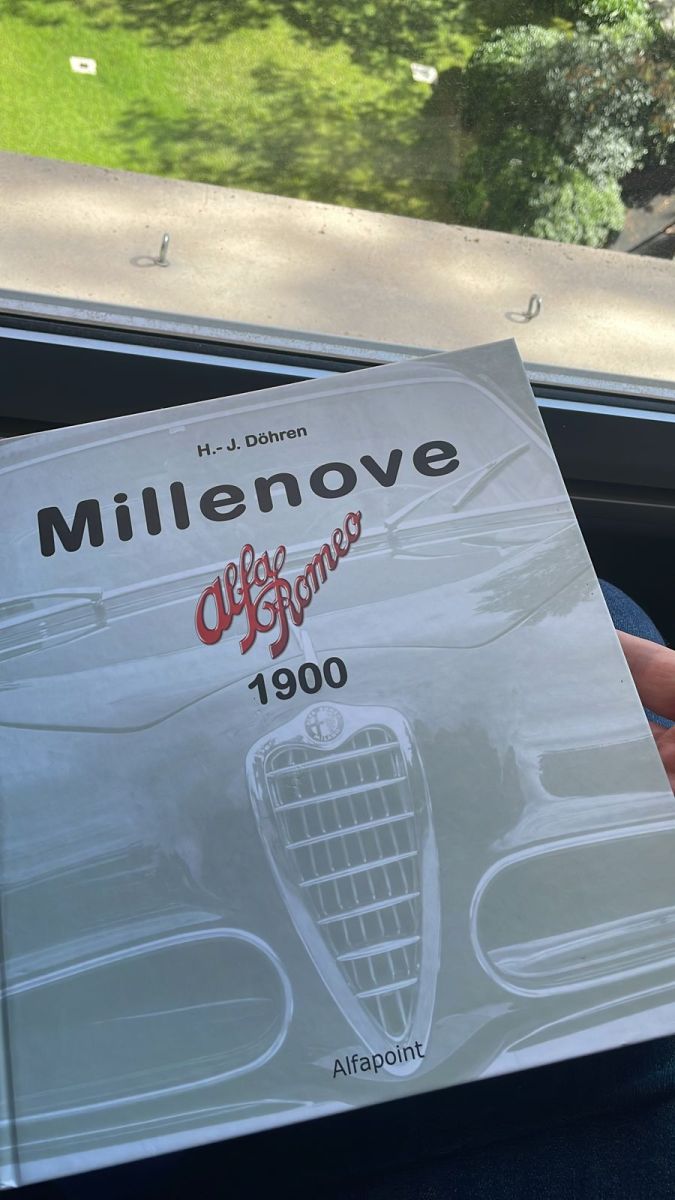 H.- J. Döhren
Millenove
Alfa
Romeo
1900
Alfapoint